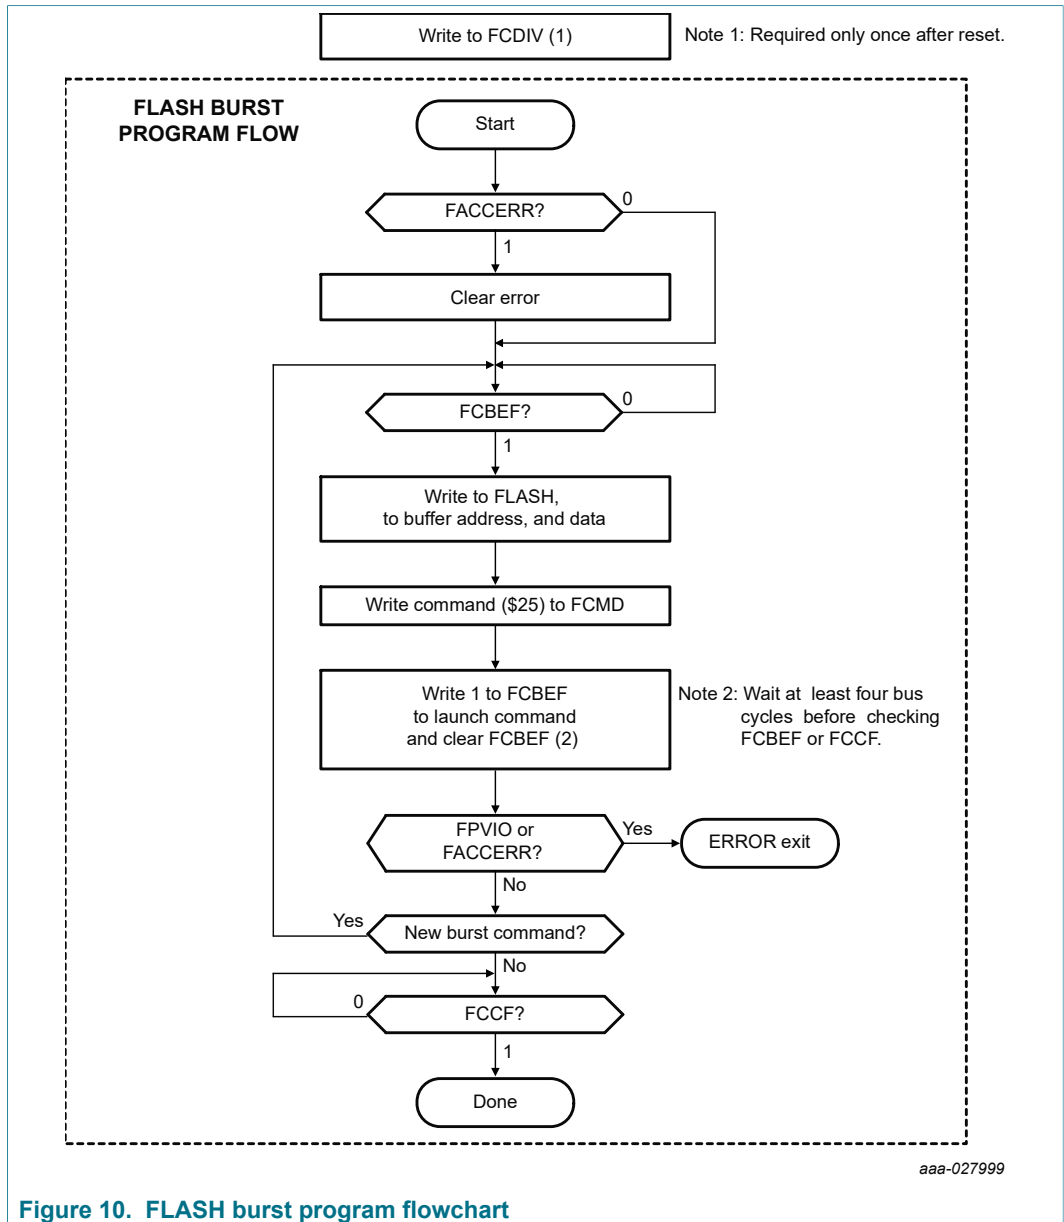 Write to FCDIV (1)
Note 1: Required only once after reset.
FLASH BURST
PROGRAM FLOW
Start
FACCERR?
0
1
Clear error
FCBEF?
0
1
Write to FLASH,
to buffer address, and data
Write command ($25) to FCMD
Write 1 to FCBEF
to launch command
and clear FCBEF (2)
Note 2: Wait at least four bus
cycles before checking
FCBEF or FCCF.
FPVIO or
FACCERR?
Yes
ERROR exit
No
Yes
New burst command?
No
0
FCCF?
1
Done
aaa-027999
Figure 10. FLASH burst program flowchart